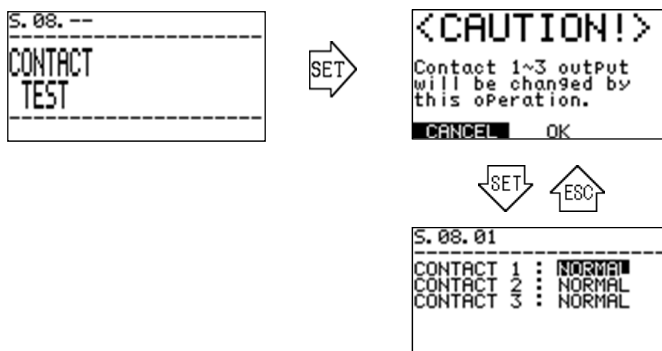 S.08.--
CONTACT
TEST
SET
<CAUTION!>
Contact 1~3 output
will be changed by
this operation.
CANCEL OK
SET
ESC
S.08.01
CONTACT 1 : NORMAL
CONTACT 2 : NORMAL
CONTACT 3 : NORMAL